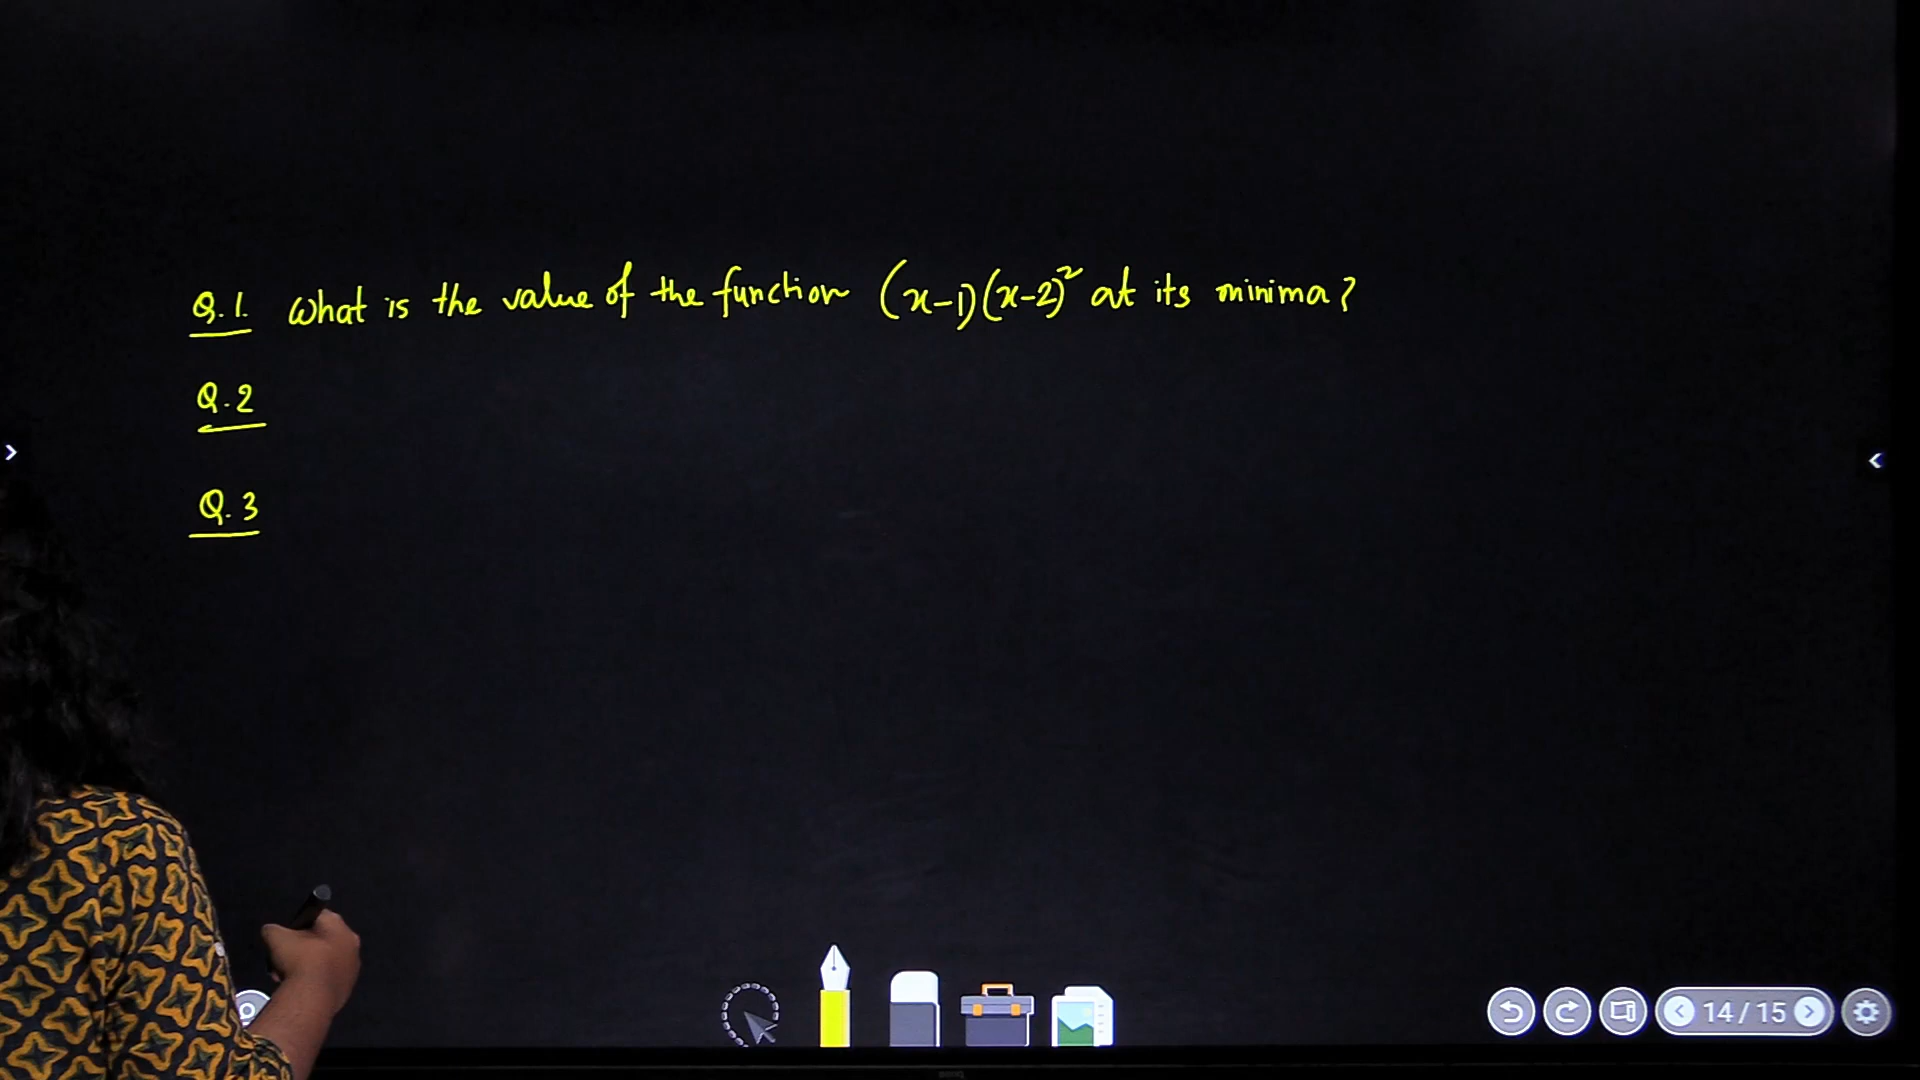 Q.1. What is the value of the function (x-1)(x-2)² at its minima?
Q.2
Q.3
14/15